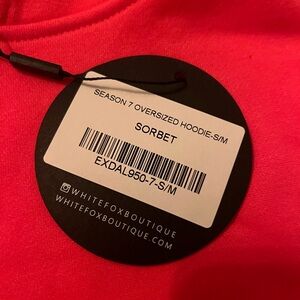 SEASON 7 OVERSIZED HOODIE-S/M
SORBET
EXDAL950-7-S/M
WHITEFOXBOUTIQUE
WHITEFOXBOUTIQUE.COM